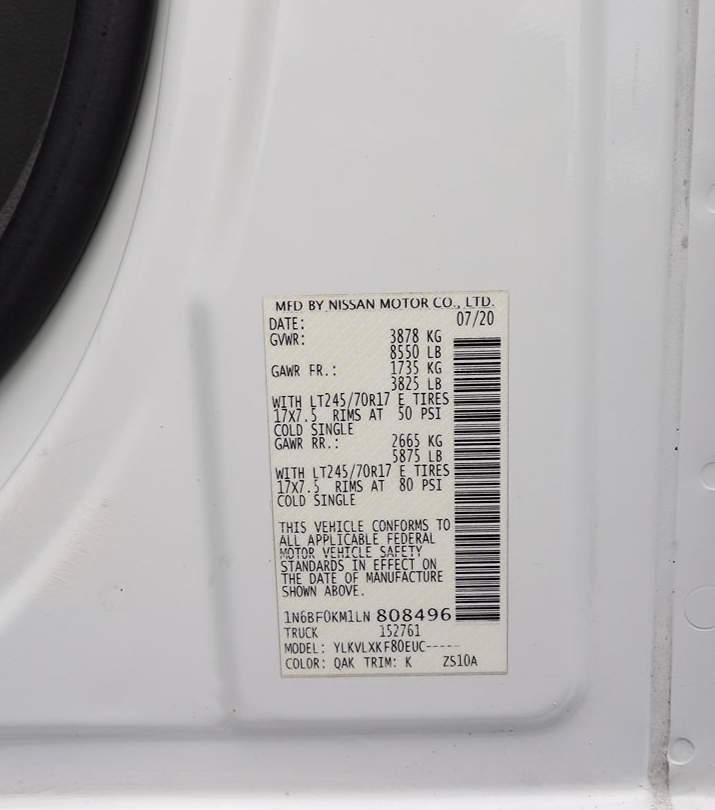 MFD BY NISSAN MOTOR CO., LTD.
DATE: 07/20
GVWR: 3878 KG
8550 LB
GAWR FR.: 1735 KG
3825 LB
WITH LT245/70R17 E TIRES
17X7.5 RIMS AT 50 PSI
COLD SINGLE
GAWR RR.: 2665 KG
5875 LB
WITH LT245/70R17 E TIRES
17X7.5 RIMS AT 80 PSI
COLD SINGLE
THIS VEHICLE CONFORMS TO
ALL APPLICABLE FEDERAL
MOTOR VEHICLE SAFETY
STANDARDS IN EFFECT ON
THE DATE OF MANUFACTURE
SHOWN ABOVE.
1N6BF0KM1LN 808496
TRUCK 152761
MODEL: YLKVLXKF80EUC-----
COLOR: QAK TRIM: K ZS10A